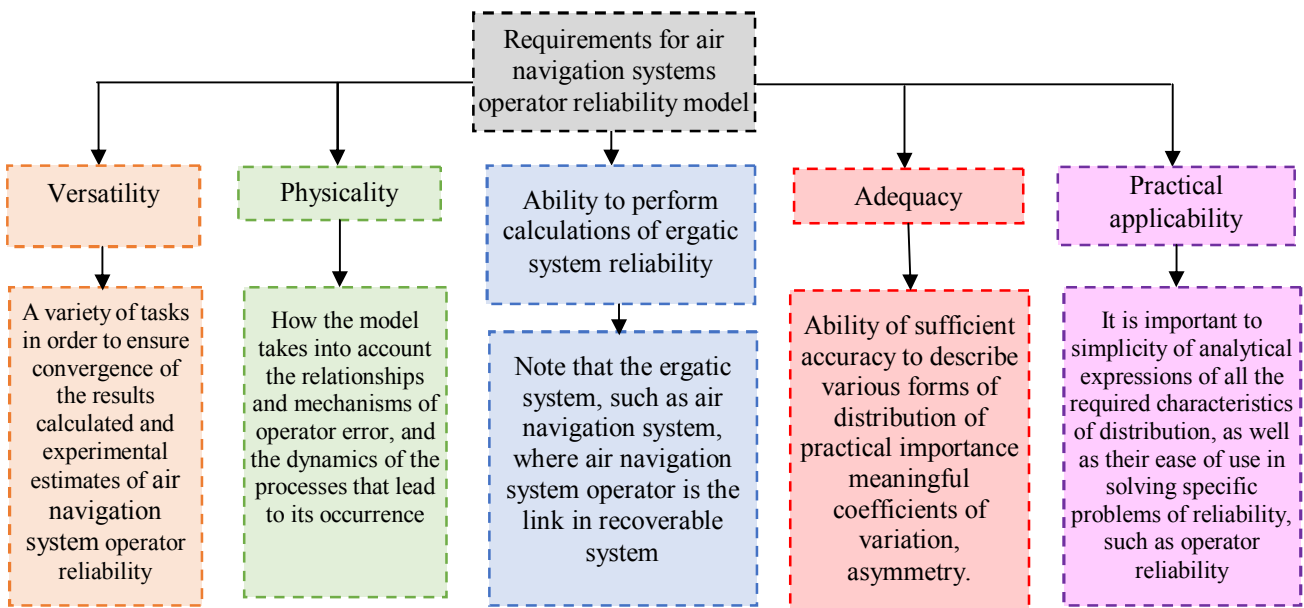 Requirements for air
navigation systems
operator reliability model
Versatility
A variety of tasks
in order to ensure
convergence of
the results
calculated and
experimental
estimates of air
navigation
system operator
reliability
Physicality
How the model
takes into account
the relationships
and mechanisms of
operator error, and
the dynamics of the
processes that lead
to its occurrence
Ability to perform
calculations of ergatic
system reliability
Note that the ergatic
system, such as air
navigation system,
where air navigation
system operator is the
link in recoverable
system
Adequacy
Ability of sufficient
accuracy to describe
various forms of
distribution of
practical importance
meaningful
coefficients of
variation,
asymmetry.
Practical
applicability
It is important to
simplicity of analytical
expressions of all the
required characteristics
of distribution, as well
as their ease of use in
solving specific
problems of reliability,
such as operator
reliability